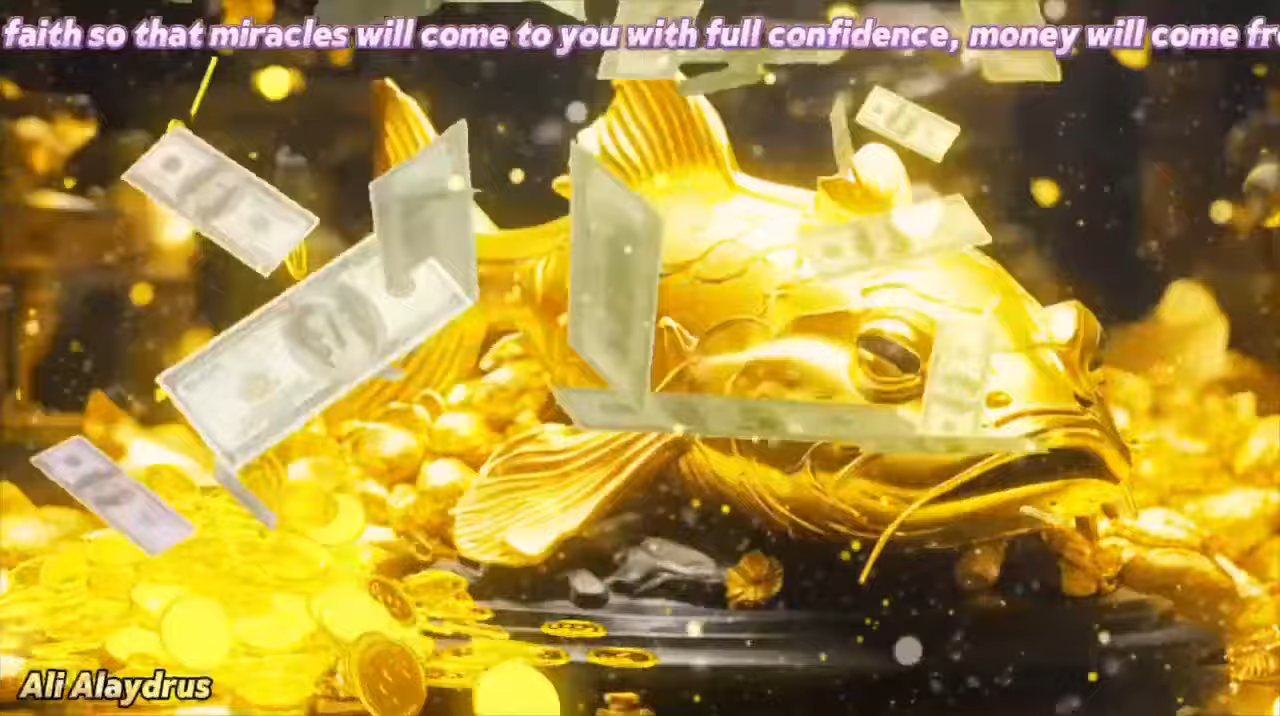 faith so that miracles will come to you with full confidence, money will come
Ali Alaydrus